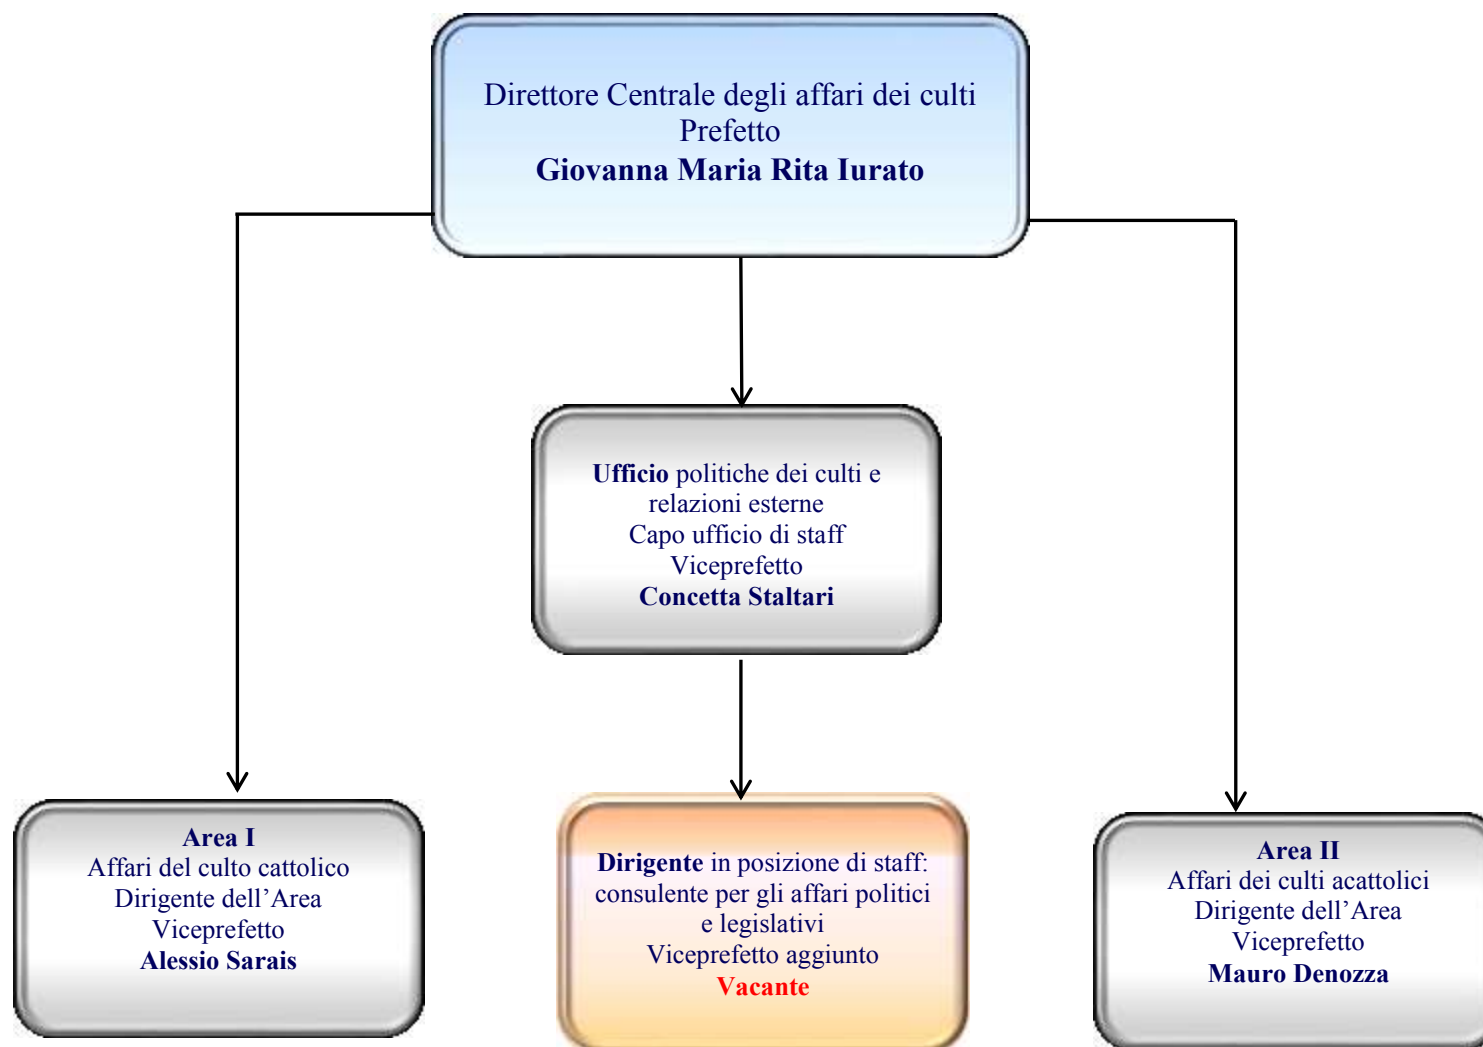 Direttore Centrale degli affari dei culti
Prefetto
Giovanna Maria Rita Iurato
Ufficio politiche dei culti e
relazioni esterne
Capo ufficio di staff
Viceprefetto
Concetta Staltari
Area I
Affari del culto cattolico
Dirigente dell’Area
Viceprefetto
Alessio Sarais
Dirigente in posizione di staff:
consulente per gli affari politici
e legislativi
Viceprefetto aggiunto
Vacante
Area II
Affari dei culti acattolici
Dirigente dell’Area
Viceprefetto
Mauro Denozza